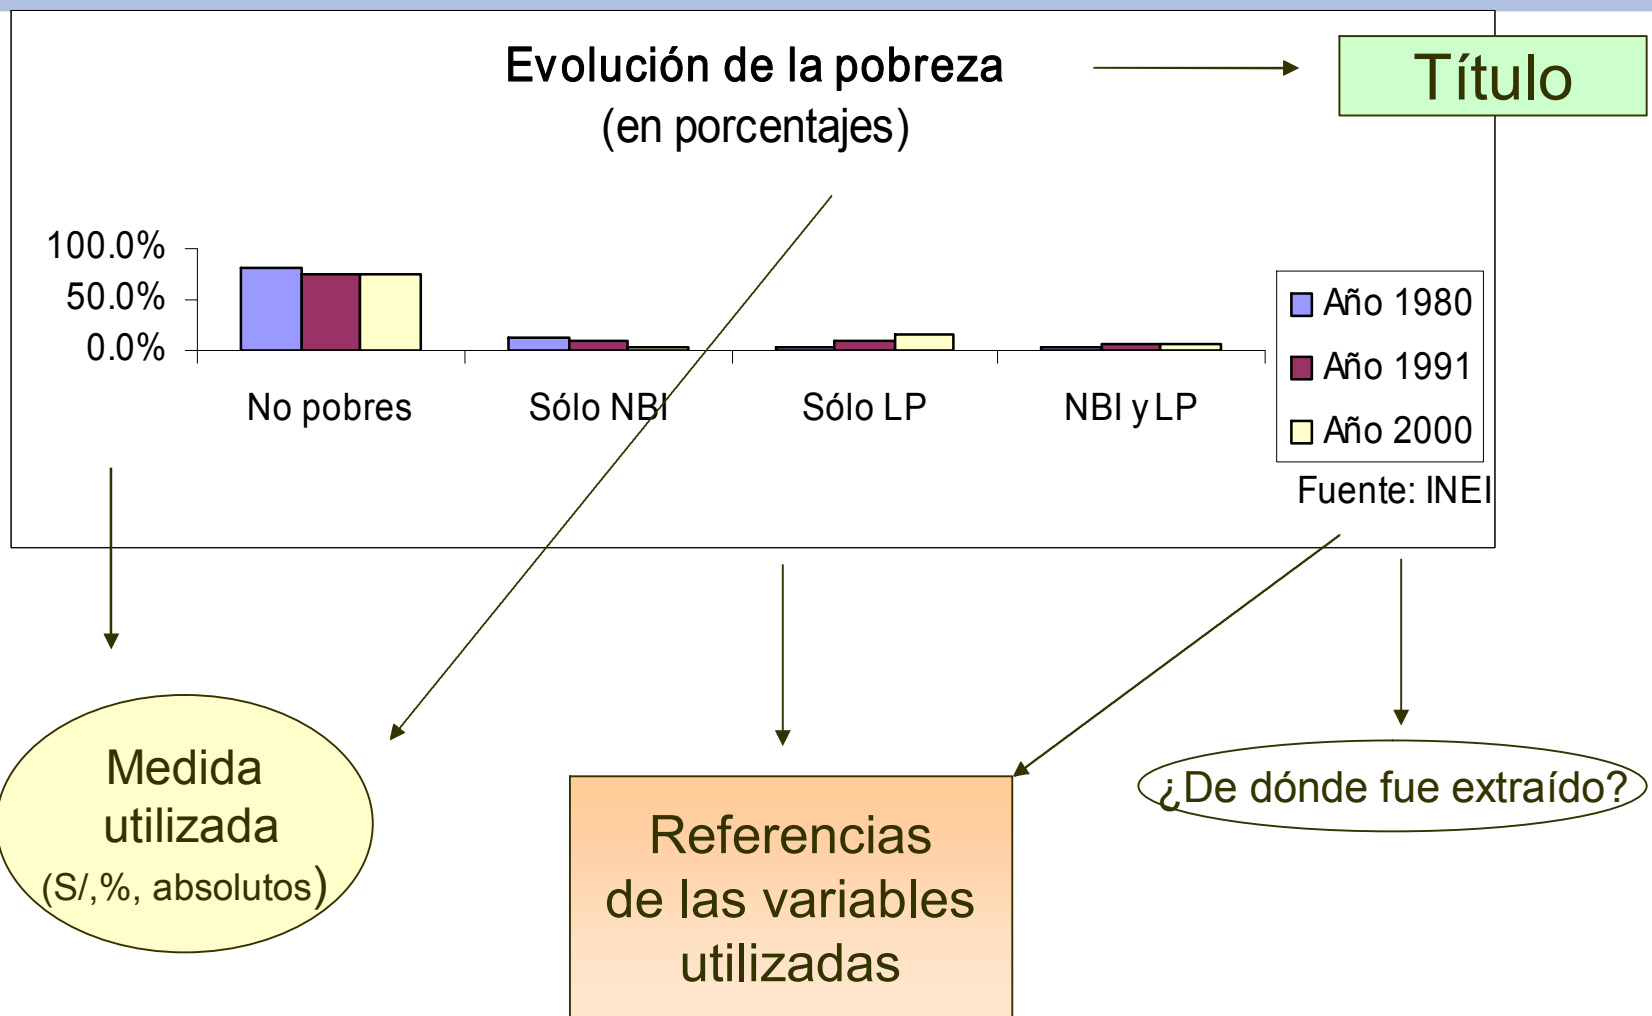 Evolución de la pobreza
(en porcentajes)
Título
100.0%
50.0%
0.0%
No pobres
Sólo NBI
Sólo LP
NBI y LP
Año 1980
Año 1991
Año 2000
Fuente: INEI
Medida
utilizada
(S/,%, absolutos)
Referencias
de las variables
utilizadas
¿De dónde fue extraído?